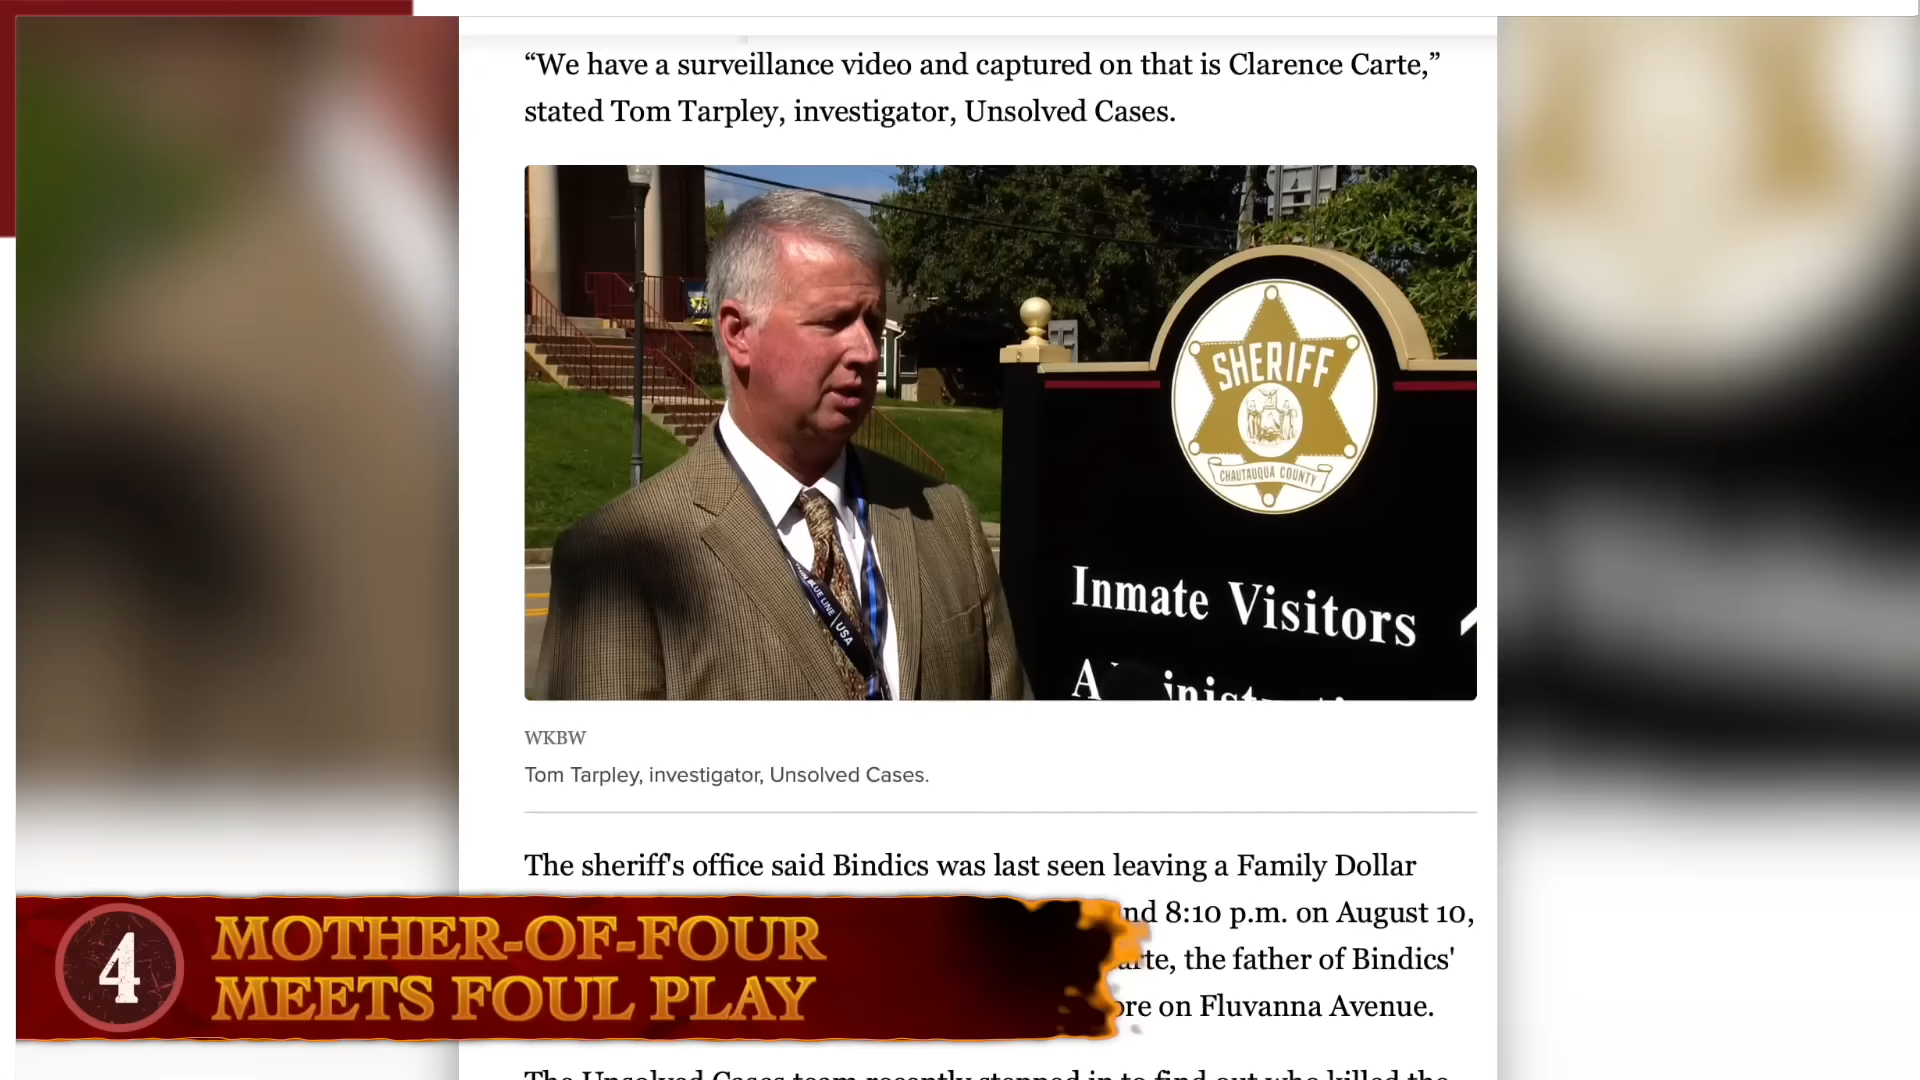 “We have a surveillance video and captured on that is Clarence Carte,”
stated Tom Tarpley, investigator, Unsolved Cases.
SHERIFF
CHAUTAUQUA COUNTY
Inmate Visitors
BLUE LINE USA
WKBW
Tom Tarpley, investigator, Unsolved Cases.
The sheriff's office said Bindics was last seen leaving a Family Dollar
8:10 p.m. on August 10,
the father of Bindics'
on Fluvanna Avenue.
4
MOTHER-OF-FOUR
MEETS FOUL PLAY